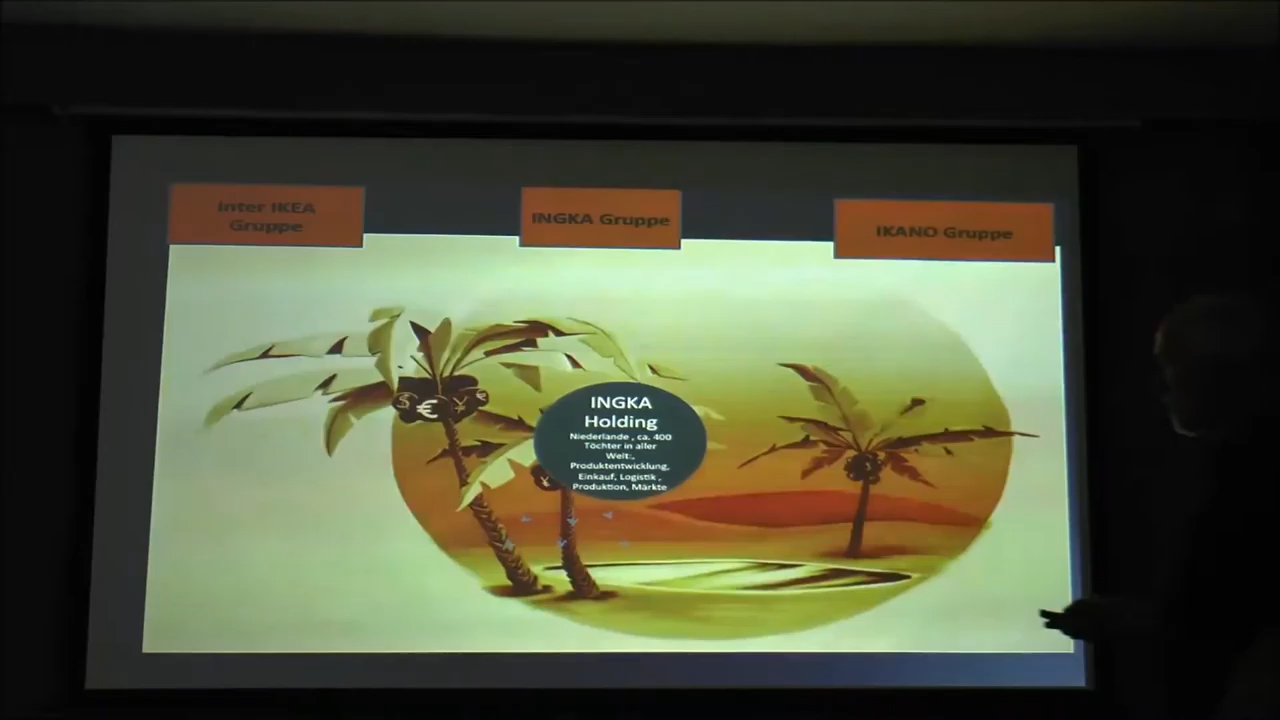 Inter IKEA
Gruppe
INGKA Gruppe
IKANO Gruppe
$ € ¥ €
INGKA
Holding
Niederlande , ca. 400
Töchter in aller
Welt:,
Produktentwicklung,
Einkauf, Logistik ,
Produktion, Märkte
¥